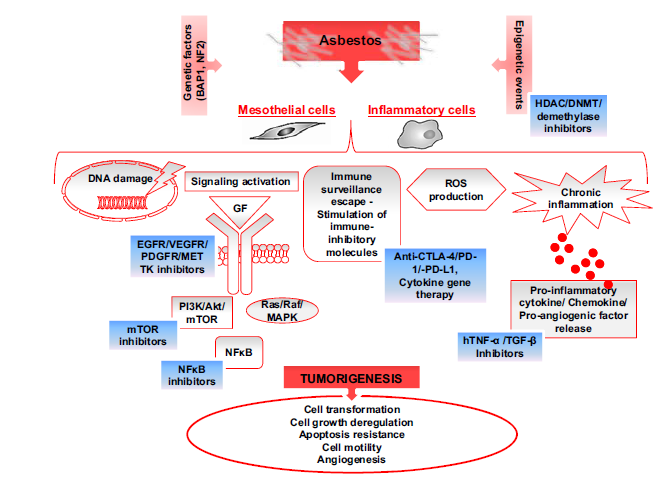 Genetic factors
(BAP1, NF2)
Asbestos
Epigenetic events
HDAC/DNMT/
demethylase
inhibitors
Mesothelial cells
Inflammatory cells
DNA damage
Signaling activation
GF
Immune
surveillance
escape -
Stimulation of
immune-
inhibitory
molecules
ROS
production
Chronic
inflammation
EGFR/VEGFR/
PDGFR/MET
TK inhibitors
Anti-CTLA-4/PD-
1/-PD-L1,
Cytokine gene
therapy
Pro-inflammatory
cytokine/ Chemokine/
Pro-angiogenic factor
release
PI3K/Akt/
mTOR
Ras/Raf/
MAPK
mTOR
inhibitors
NFκB
NFκB
inhibitors
hTNF-α /TGF-β
Inhibitors
TUMORIGENESIS
Cell transformation
Cell growth deregulation
Apoptosis resistance
Cell motility
Angiogenesis